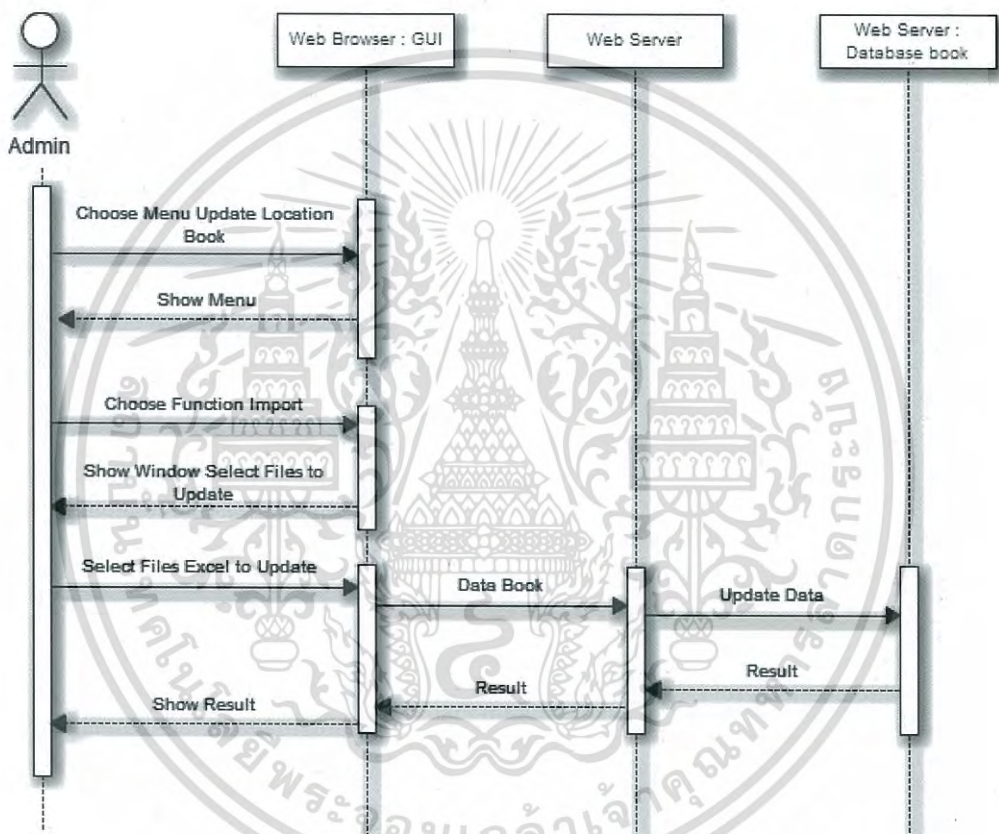 Web Browser : GUI
Web Server
Web Server :
Database book
Admin
Choose Menu Update Location
Book
Show Menu
Choose Function Import
Show Window Select Files to
Update
Select Files Excel to Update
Data Book
Update Data
Result
Result
Show Result